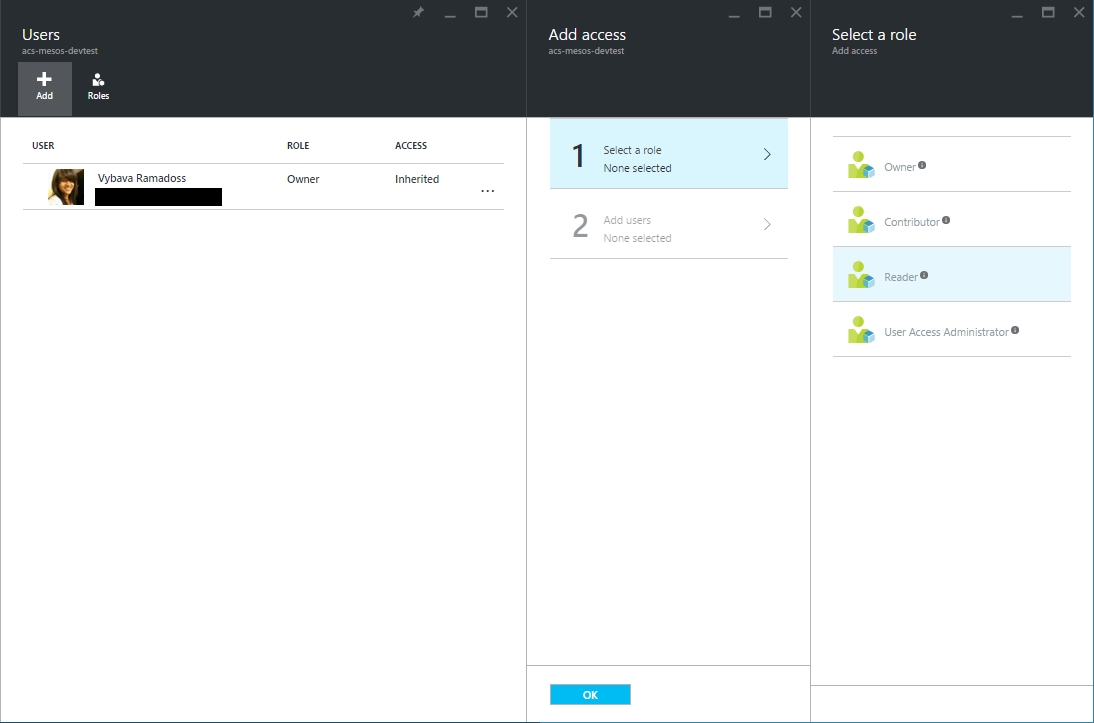 Users
acs-mesos-devtest
Add
Roles
USER ROLE ACCESS
Vybava Ramadoss Owner Inherited
...
Add access
acs-mesos-devtest
1 Select a role
None selected
2 Add users
None selected
OK
Select a role
Add access
Owner
Contributor
Reader
User Access Administrator